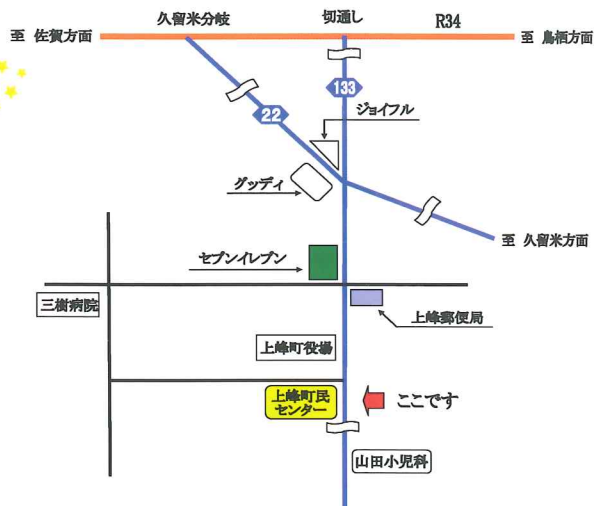 久留米分岐
切通し
R34
至 佐賀方面
至 鳥栖方面
133
22
ジョイフル
グッディ
至 久留米方面
セブンイレブン
三樹病院
上峰郵便局
上峰町役場
上峰町民
センター
ここです
山田小児科